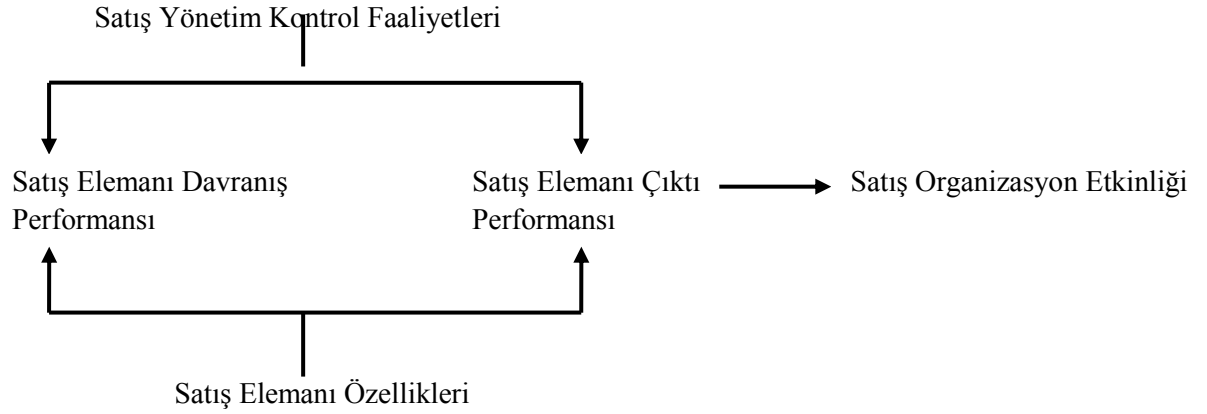 Satış Yönetim Kontrol Faaliyetleri
Satış Elemanı Davranış
Performansı
Satış Elemanı Çıktı
Performansı
Satış Organizasyon Etkinliği
Satış Elemanı Özellikleri